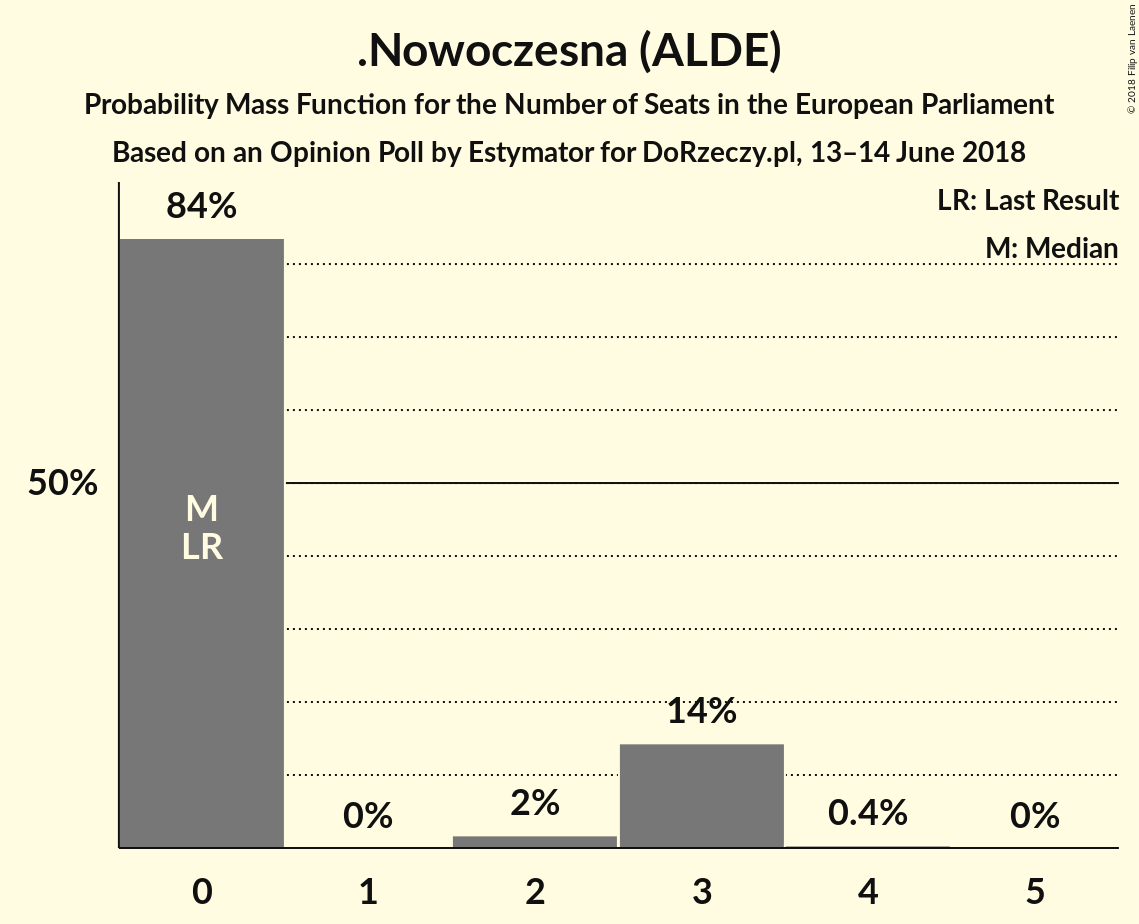 .Nowoczesna (ALDE)
Probability Mass Function for the Number of Seats in the European Parliament
Based on an Opinion Poll by Estymator for DoRzeczy.pl, 13–14 June 2018
© 2018 Filip van Laenen
LR: Last Result
M: Median
84%
50%
M
LR
0%
2%
14%
0.4%
0%
0
1
2
3
4
5